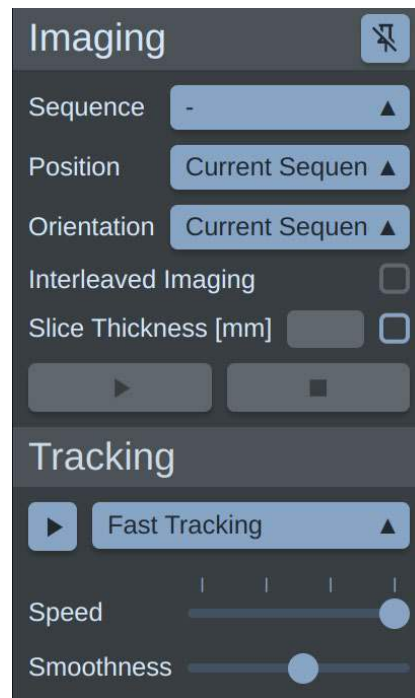 Imaging
Sequence - ▲
Position Current Sequen ▲
Orientation Current Sequen ▲
Interleaved Imaging
Slice Thickness [mm]
Tracking
Fast Tracking ▲
Speed
Smoothness